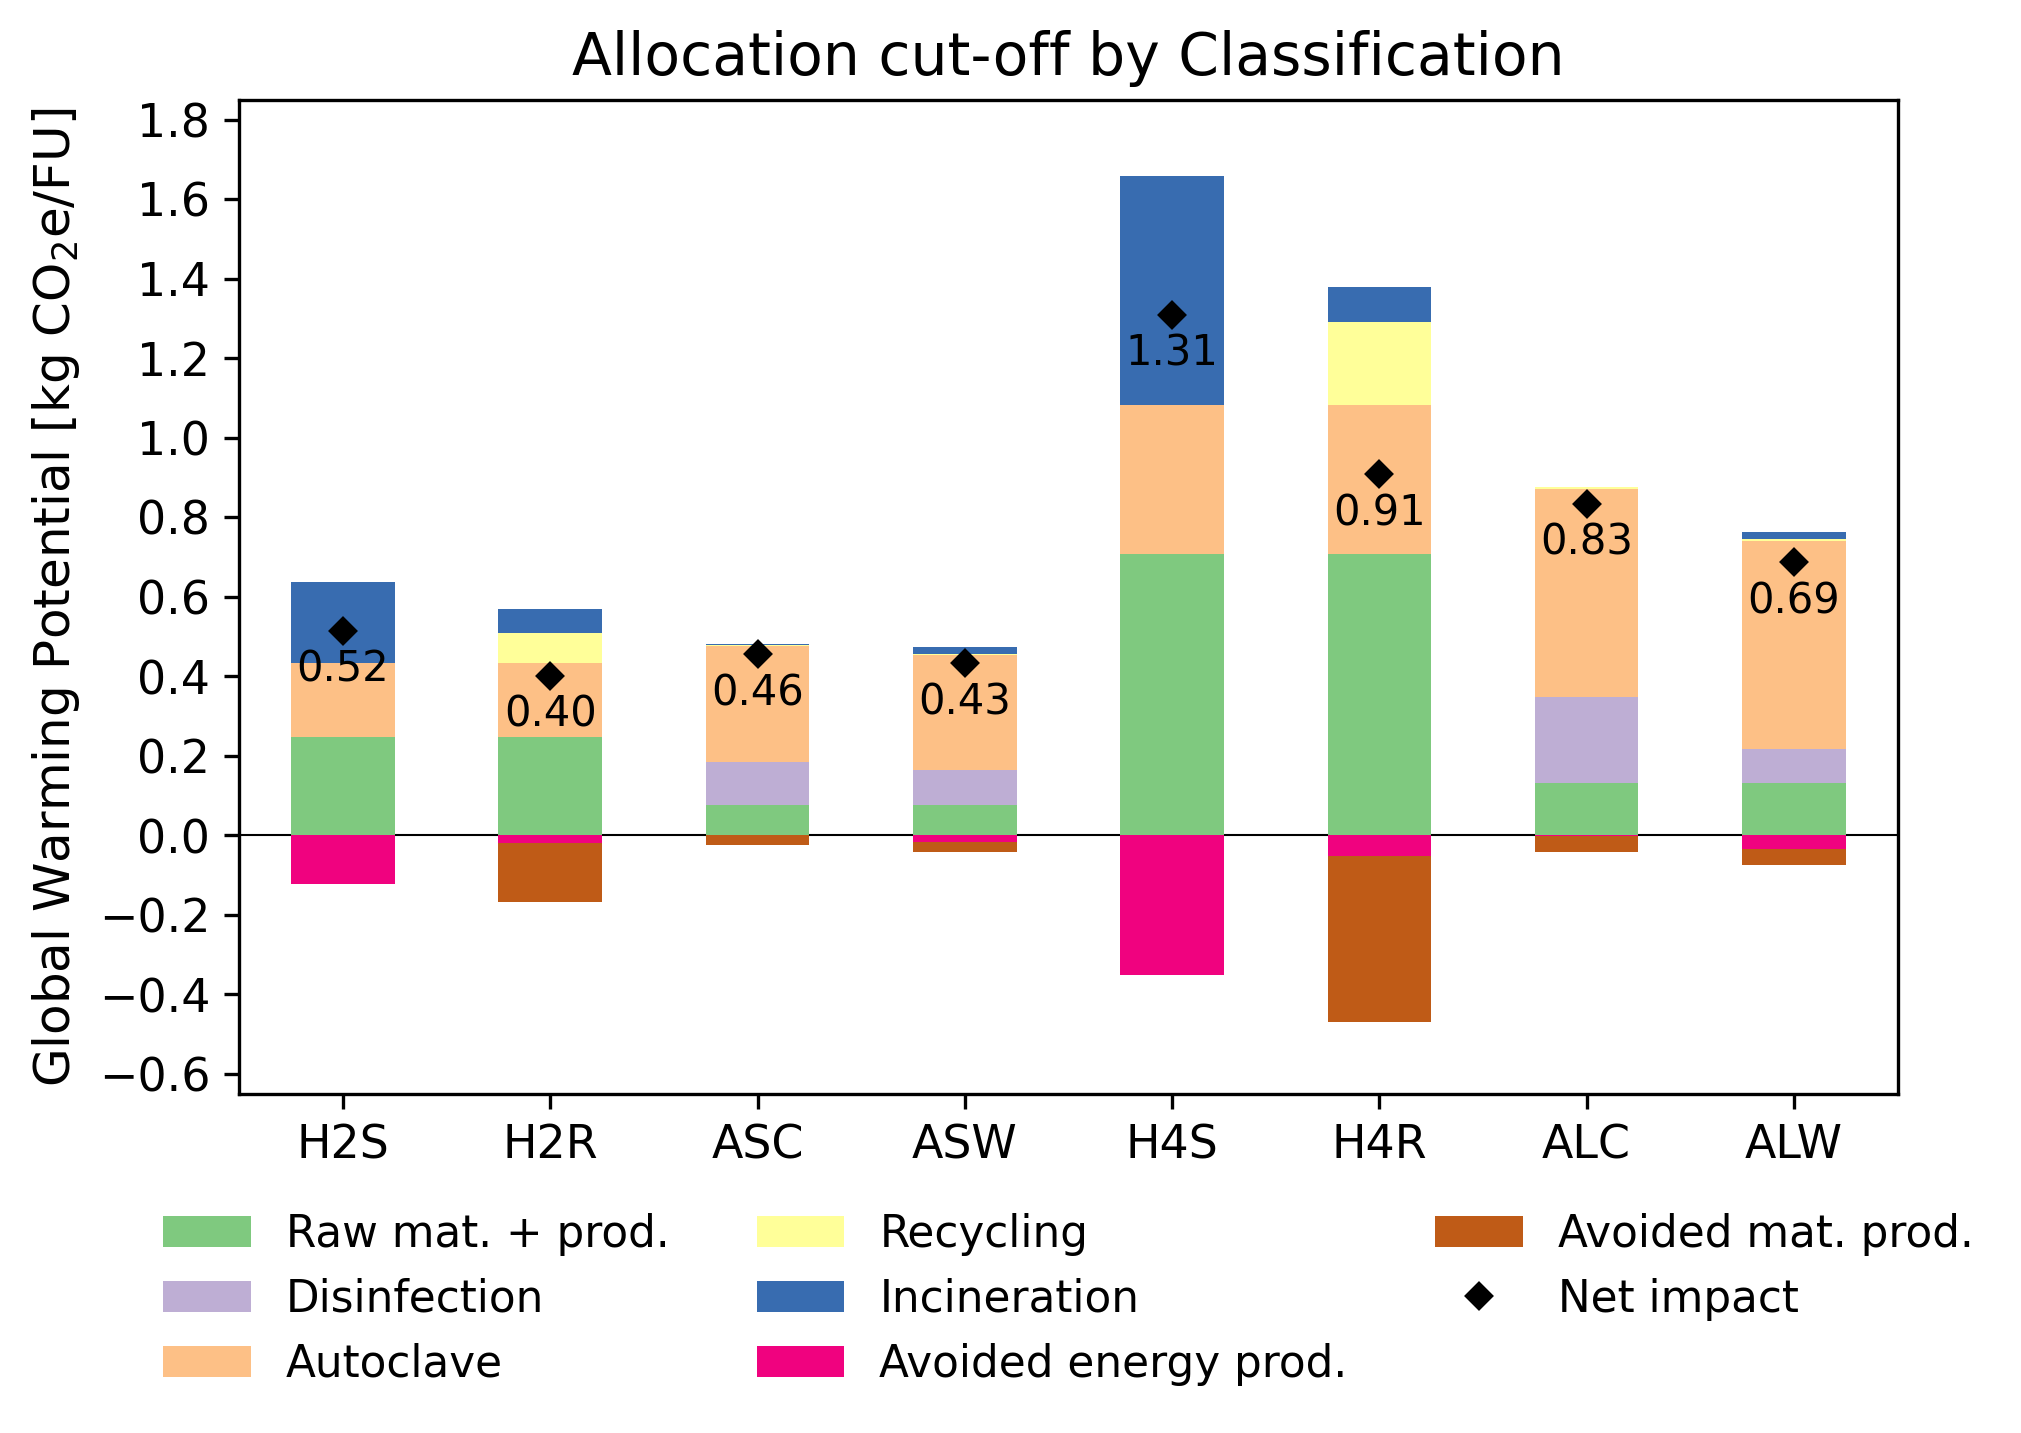 Allocation cut-off by Classification
Global Warming Potential [kg CO₂e/FU]
1.8
1.6
1.4
1.2
1.0
0.8
0.6
0.4
0.2
0.0
−0.2
−0.4
−0.6
0.52
0.40
0.46
0.43
1.31
0.91
0.83
0.69
H2S
H2R
ASC
ASW
H4S
H4R
ALC
ALW
Raw mat. + prod.
Disinfection
Autoclave
Recycling
Incineration
Avoided energy prod.
Avoided mat. prod.
Net impact